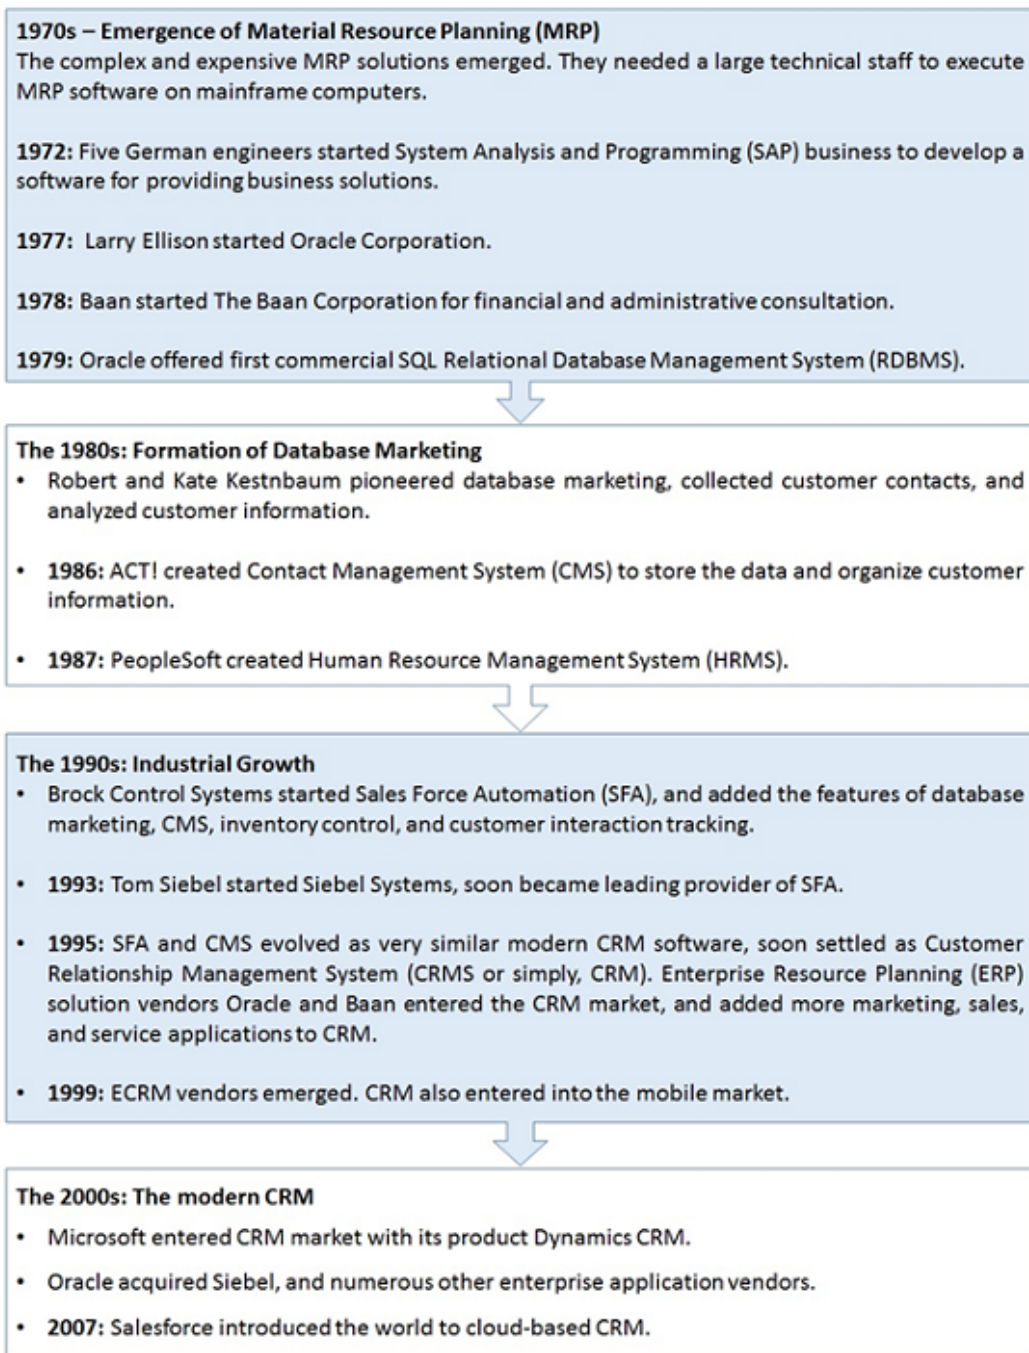 1970s – Emergence of Material Resource Planning (MRP)
The complex and expensive MRP solutions emerged. They needed a large technical staff to execute
MRP software on mainframe computers.
1972: Five German engineers started System Analysis and Programming (SAP) business to develop a
software for providing business solutions.
1977: Larry Ellison started Oracle Corporation.
1978: Baan started The Baan Corporation for financial and administrative consultation.
1979: Oracle offered first commercial SQL Relational Database Management System (RDBMS).
The 1980s: Formation of Database Marketing
• Robert and Kate Kestnbaum pioneered database marketing, collected customer contacts, and
analyzed customer information.
• 1986: ACT! created Contact Management System (CMS) to store the data and organize customer
information.
• 1987: PeopleSoft created Human Resource Management System (HRMS).
The 1990s: Industrial Growth
• Brock Control Systems started Sales Force Automation (SFA), and added the features of database
marketing, CMS, inventory control, and customer interaction tracking.
• 1993: Tom Siebel started Siebel Systems, soon became leading provider of SFA.
• 1995: SFA and CMS evolved as very similar modern CRM software, soon settled as Customer
Relationship Management System (CRMS or simply, CRM). Enterprise Resource Planning (ERP)
solution vendors Oracle and Baan entered the CRM market, and added more marketing, sales,
and service applications to CRM.
• 1999: ECRM vendors emerged. CRM also entered into the mobile market.
The 2000s: The modern CRM
• Microsoft entered CRM market with its product Dynamics CRM.
• Oracle acquired Siebel, and numerous other enterprise application vendors.
• 2007: Salesforce introduced the world to cloud-based CRM.